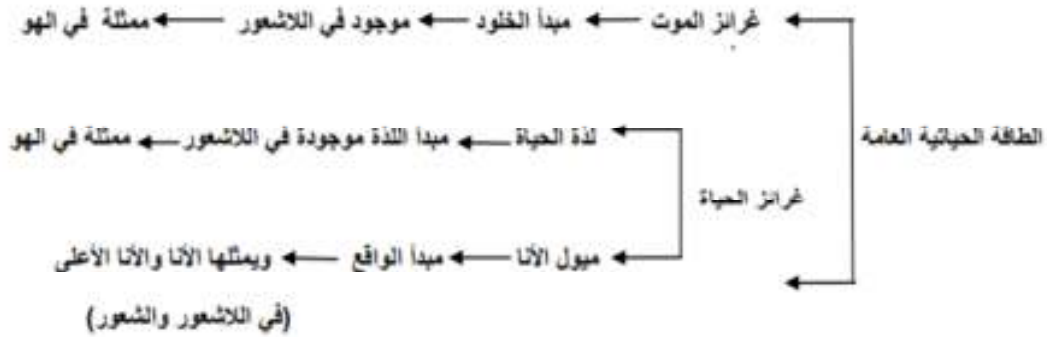 غرائز الموت مبدأ الخلود موجود في اللاشعور ممثلة في الهو
الطاقة الحياتية العامة
لذة الحياة مبدا اللذة موجودة في اللاشعور ممثلة في الهو
غرائز الحياة
ميول الأنا مبدأ الواقع ويمثلها الأنا والأنا الأعلى
(في اللاشعور والشعور)